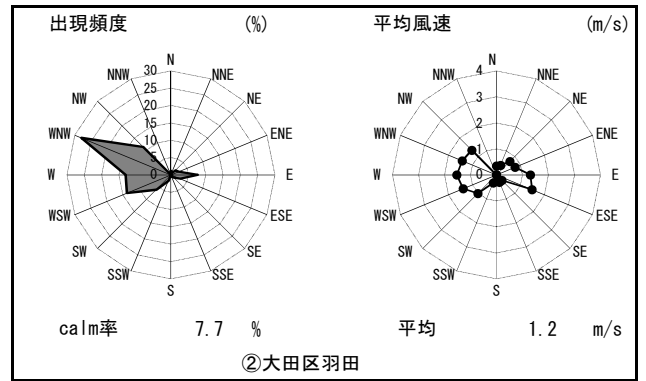 出現頻度 (%)
N
NNE
NE
ENE
E
ESE
SE
SSE
S
SSW
SW
WSW
W
WNW
NW
NNW
30
25
20
15
10
5
0
calm率 7.7 %
平均風速 (m/s)
N
NNE
NE
ENE
E
ESE
SE
SSE
S
SSW
SW
WSW
W
WNW
NW
NNW
4
3
2
1
0
平均 1.2 m/s
②大田区羽田